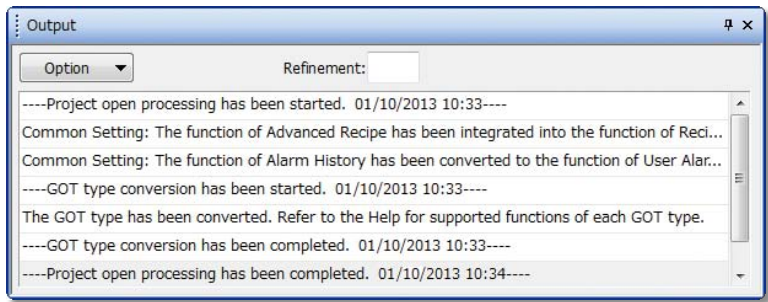 Output
Option
Refinement:
----Project open processing has been started.  01/10/2013 10:33----
Common Setting: The function of Advanced Recipe has been integrated into the function of Reci...
Common Setting: The function of Alarm History has been converted to the function of User Alar...
----GOT type conversion has been started.  01/10/2013 10:33----
The GOT type has been converted. Refer to the Help for supported functions of each GOT type.
----GOT type conversion has been completed.  01/10/2013 10:33----
----Project open processing has been completed.  01/10/2013 10:34----